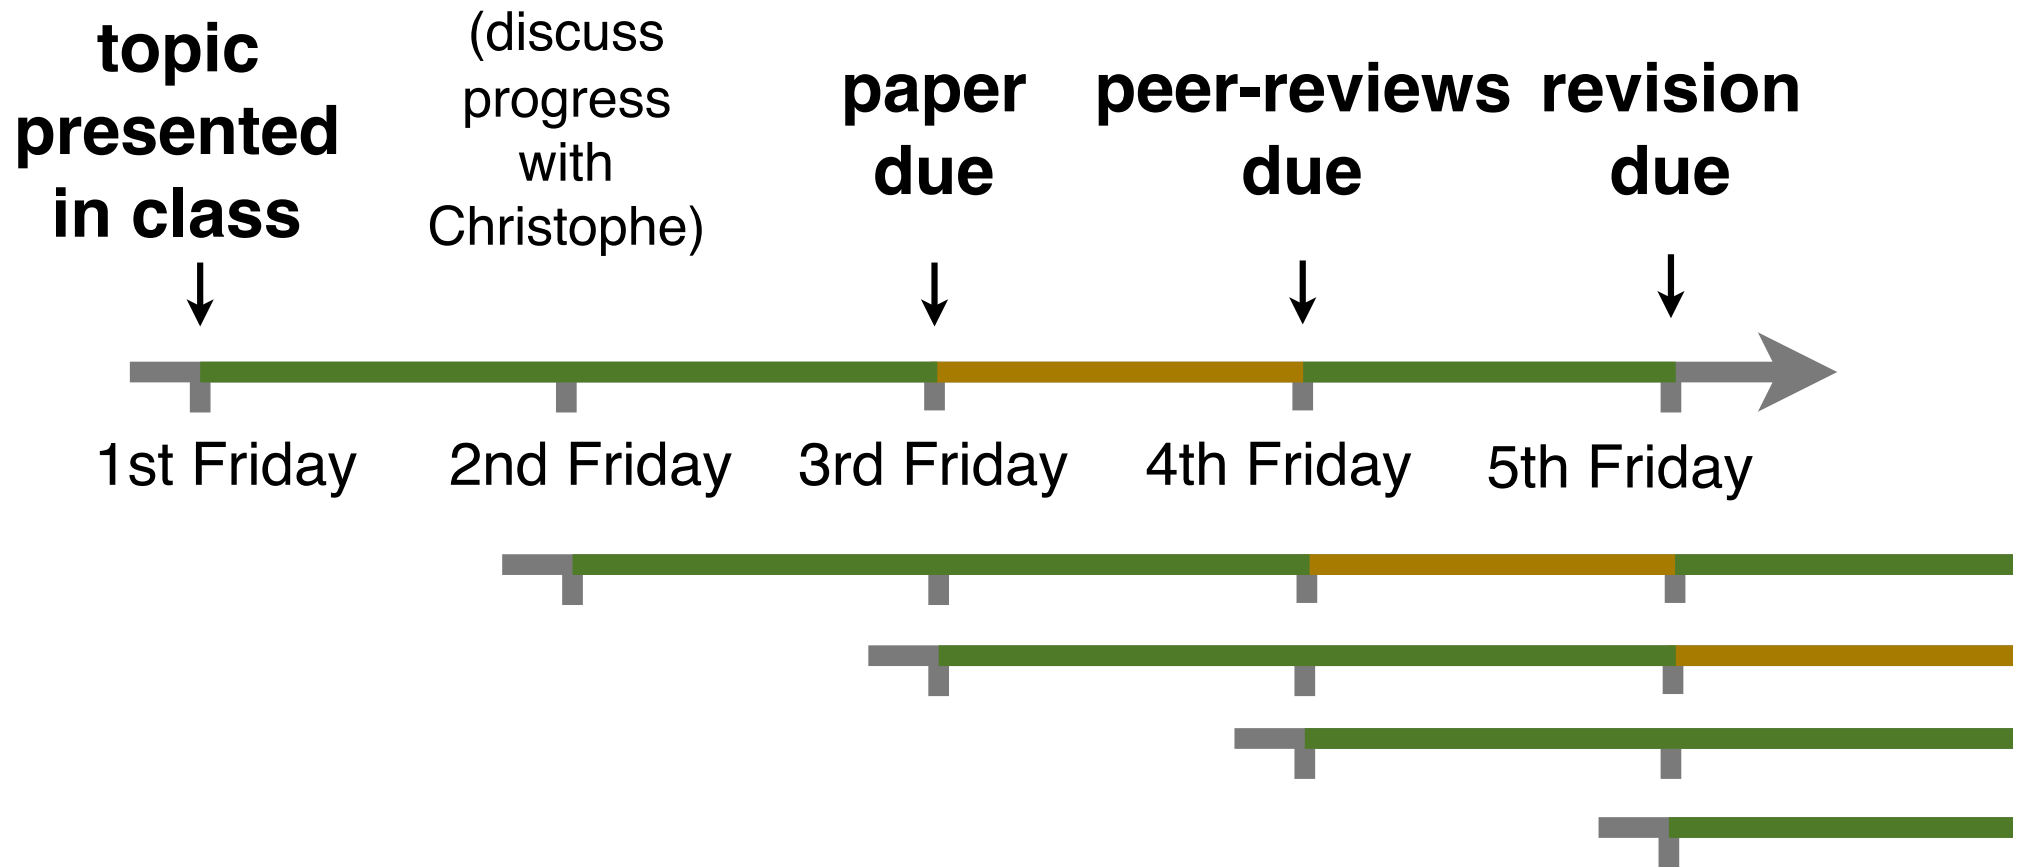 topic
presented
in class
(discuss
progress
with
Christophe)
paper
due
peer-reviews
due
revision
due
1st Friday
2nd Friday
3rd Friday
4th Friday
5th Friday